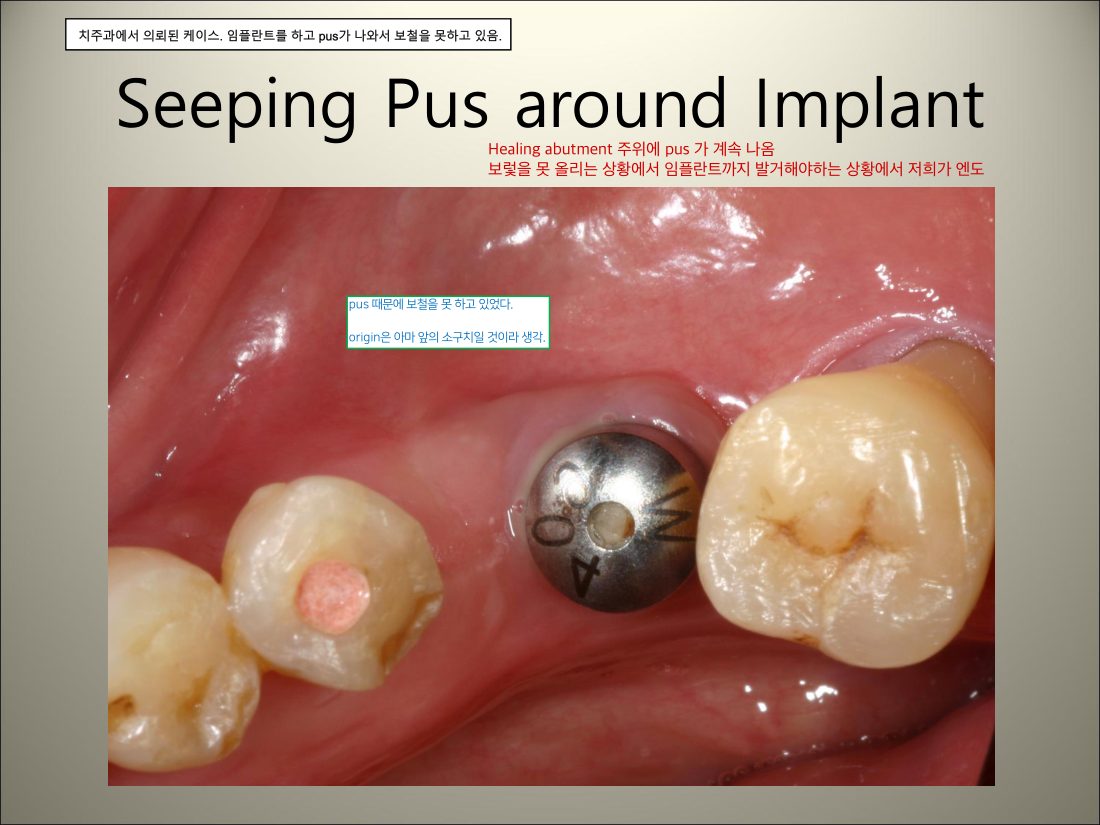 치주과에서 의뢰된 케이스. 임플란트를 하고 pus가 나와서 보철을 못하고 있음.
Seeping Pus around Implant
Healing abutment 주위에 pus 가 계속 나옴
보렃을 못 올리는 상황에서 임플란트까지 발거해야하는 상황에서 저희가 엔도
pus 때문에 보철을 못 하고 있었다.
origin은 아마 앞의 소구치일 것이라 생각.
W
0
4